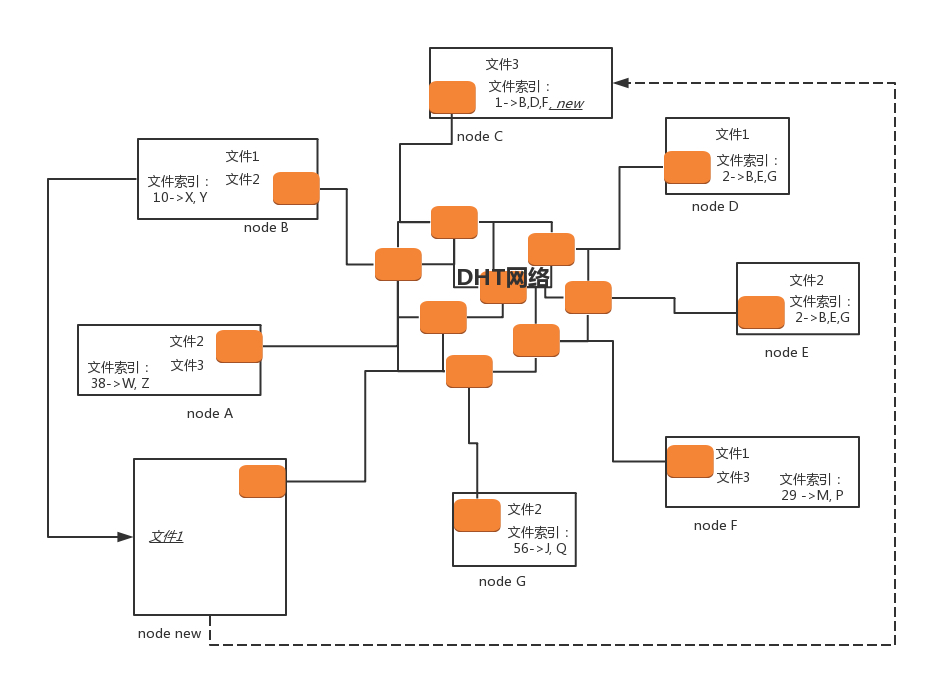 文件3
文件索引：
1->B,D,F, new
node C
文件1
文件索引：
2->B,E,G
node D
文件1
文件2
文件索引：
10->X, Y
node B
DHT网络
文件2
文件索引：
2->B,E,G
node E
文件2
文件3
文件索引：
38->W, Z
node A
文件1
文件3
文件索引：
29 ->M, P
node F
文件1
node new
文件2
文件索引：
56->J, Q
node G